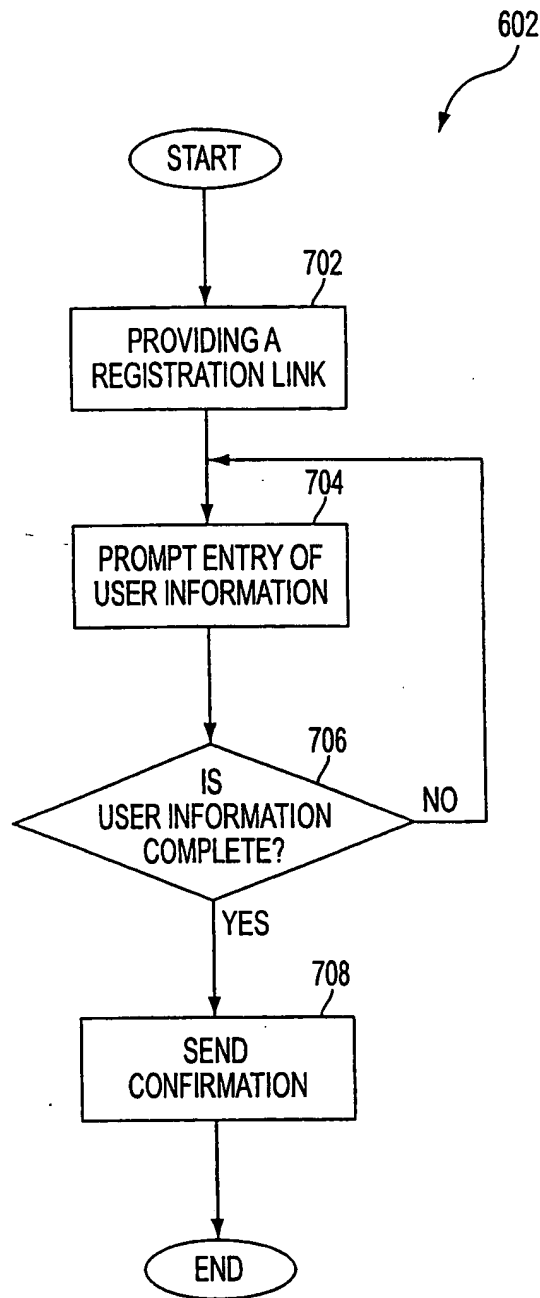 602
START
702
PROVIDING A
REGISTRATION LINK
704
PROMPT ENTRY OF
USER INFORMATION
706
IS
USER INFORMATION
COMPLETE?
NO
YES
708
SEND
CONFIRMATION
END